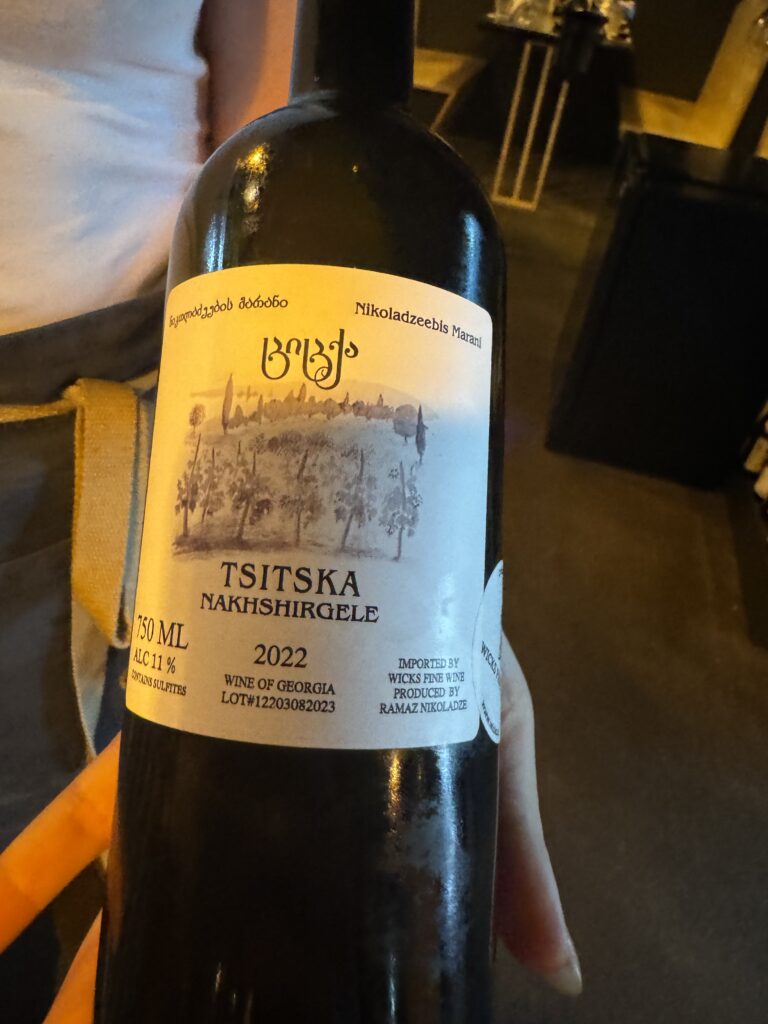 ნიკოლაძეების მარანი
Nikoladzeebis Marani
ციცქა
TSITSKA
NAKHSHIRGELE
750 ML
ALC 11 %
CONTAINS SULFITES
2022
WINE OF GEORGIA
LOT#12203082023
IMPORTED BY
WICKS FINE WINE
PRODUCED BY
RAMAZ NIKOLADZE
WICKS